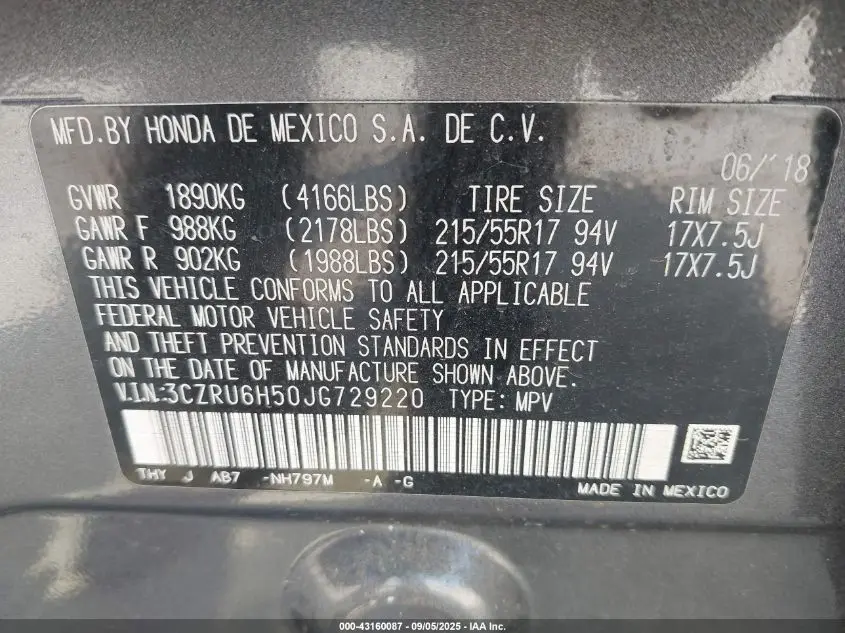 MFD.BY HONDA DE MEXICO S.A. DE C.V.
06/'18
GVWR 1890KG (4166LBS) TIRE SIZE RIM SIZE
GAWR F 988KG (2178LBS) 215/55R17 94V 17X7.5J
GAWR R 902KG (1988LBS) 215/55R17 94V 17X7.5J
THIS VEHICLE CONFORMS TO ALL APPLICABLE
FEDERAL MOTOR VEHICLE SAFETY
AND THEFT PREVENTION STANDARDS IN EFFECT
ON THE DATE OF MANUFACTURE SHOWN ABOVE.
V.I.N:3CZRU6H50JG729220 TYPE: MPV
THY J AB7 -NH797M -A -G
MADE IN MEXICO
000-43160087 - 09/05/2025 - IAA Inc.